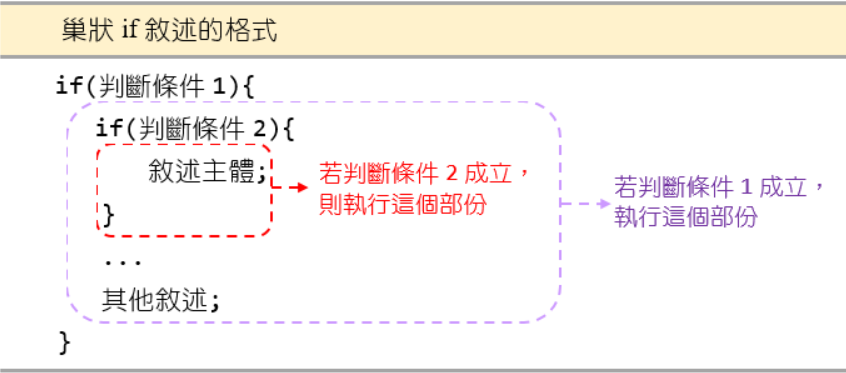 巢狀 if 敘述的格式
if(判斷條件 1){
if(判斷條件 2){
敘述主體;
}
若判斷條件 2 成立，
則執行這個部份
若判斷條件 1 成立，
執行這個部份
...
其他敘述;
}